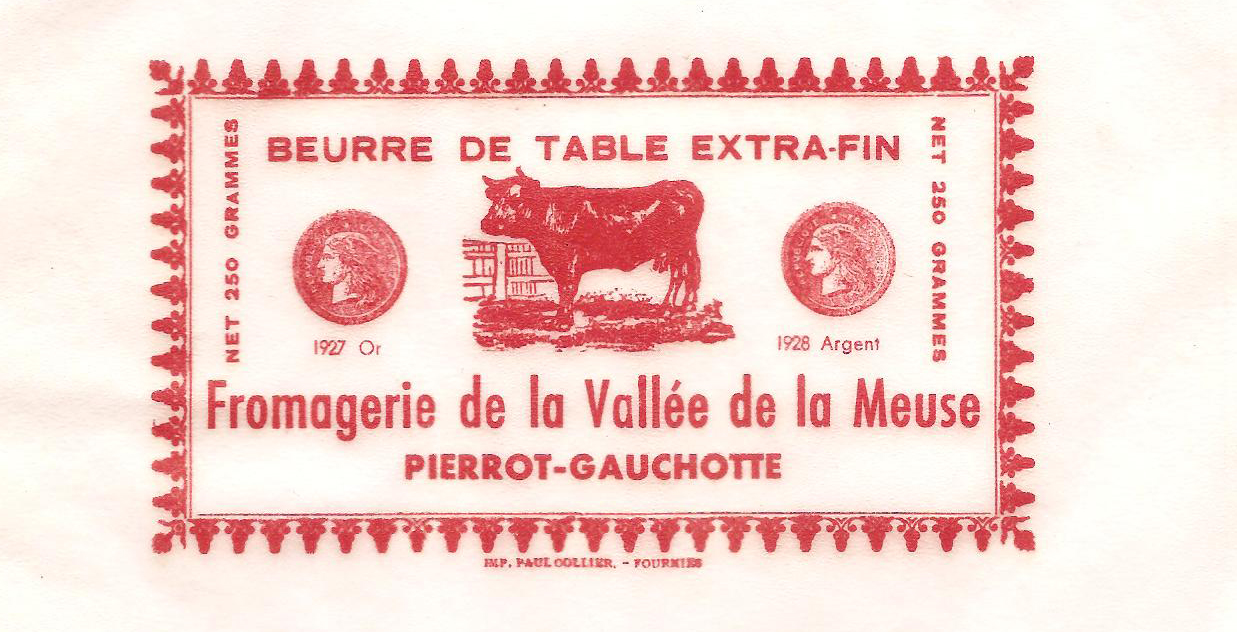 BEURRE DE TABLE EXTRA-FIN
NET 250 GRAMMES
NET 250 GRAMMES
1927 Or
1928 Argent
Fromagerie de la Vallée de la Meuse
PIERROT-GAUCHOTTE
IMP. PAUL COLLIER. - FOURMIES